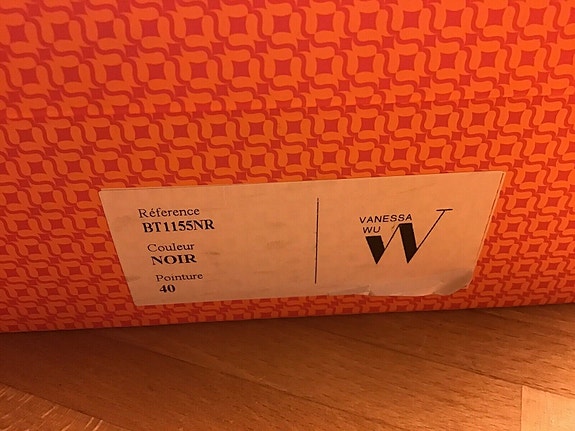 Réference
BT1155NR
Couleur
NOIR
Pointure
40
VANESSA
WU
W